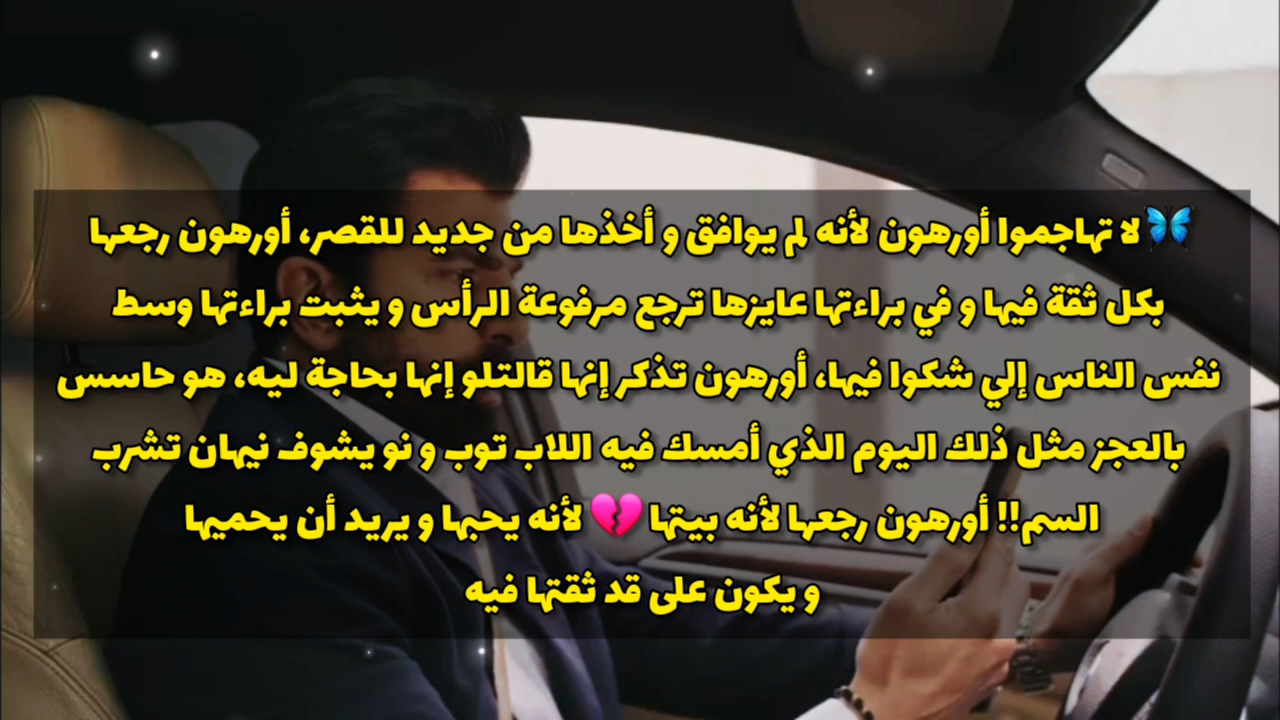 🦋 لا تهاجموا أورهون لأنه لم يوافق و أخذها من جديد للقصر، أورهون رجعها
بكل ثقة فيها و في براءتها عايزها ترجع مرفوعة الرأس و يثبت براءتها وسط
نفس الناس إلي شكوا فيها، أورهون تذكر إنها قالتلو إنها بحاجة ليه، هو حاسس
بالعجز مثل ذلك اليوم الذي أمسك فيه اللاب توب و نو يشوف نيهان تشرب
السم!! أورهون رجعها لأنه بيتها 💔 لأنه يحبها و يريد أن يحميها
و يكون على قد ثقتها فيه